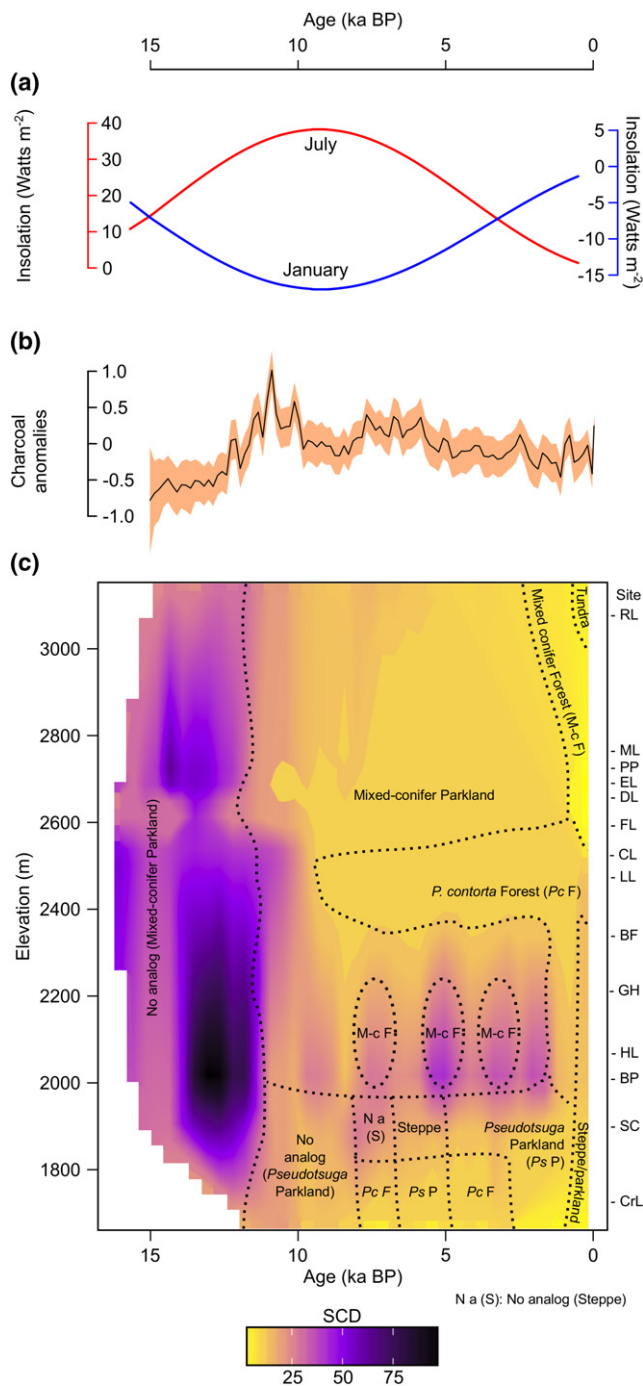 Age (ka BP)
15 10 5 0
(a)
Insolation (Watts m-2)
40
30
20
10
0
July
January
5
0
-5
-10
-15
Insolation (Watts m-2)
(b)
Charcoal
anomalies
1.0
0.5
0
-0.5
-1.0
(c)
Elevation (m)
3000
2800
2600
2400
2200
2000
1800
No analog (Mixed-conifer Parkland)
Mixed-conifer Parkland
Mixed conifer Forest (M-c F)
Tundra
P. contorta Forest (Pc F)
M-c F
M-c F
M-c F
No
analog
(Pseudotsuga
Parkland)
N a
(S)
Steppe
Pseudotsuga
Parkland
(Ps P)
Pc F
Ps P
Pc F
Steppe/parkland
Site
RL
ML
PP
EL
DL
FL
CL
LL
BF
GH
HL
BP
SC
CrL
15 10 5 0
Age (ka BP)
N a (S): No analog (Steppe)
SCD
25 50 75